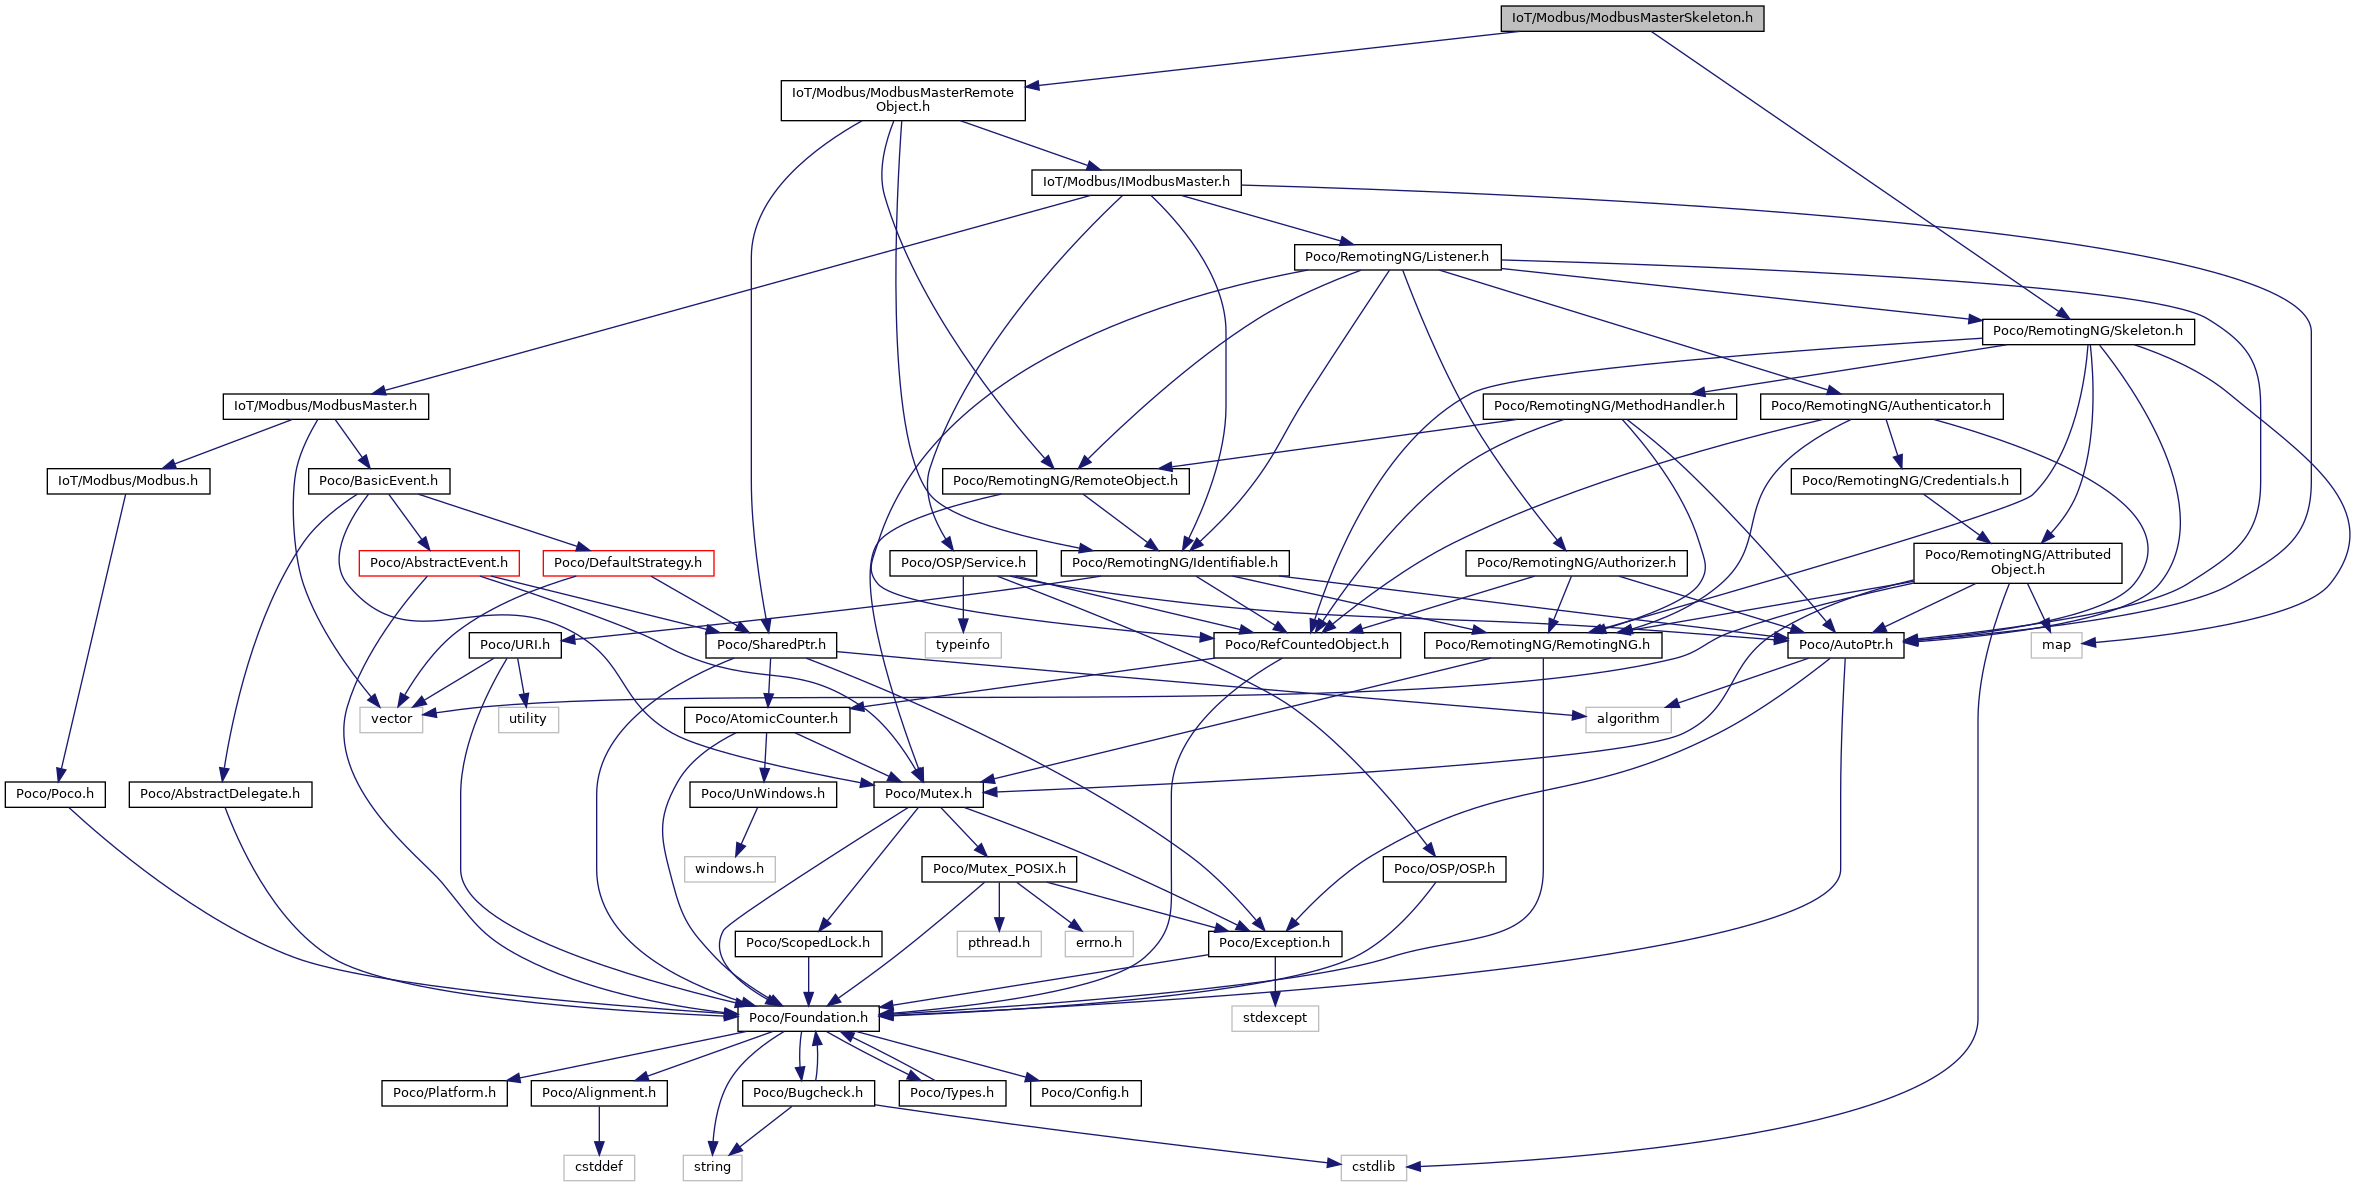 IoT/Modbus/ModbusMasterSkeleton.h
IoT/Modbus/ModbusMasterRemote
Object.h
IoT/Modbus/IModbusMaster.h
Poco/RemotingNG/Listener.h
Poco/RemotingNG/Skeleton.h
IoT/Modbus/ModbusMaster.h
Poco/RemotingNG/MethodHandler.h
Poco/RemotingNG/Authenticator.h
IoT/Modbus/Modbus.h
Poco/BasicEvent.h
Poco/RemotingNG/RemoteObject.h
Poco/RemotingNG/Credentials.h
Poco/AbstractEvent.h
Poco/DefaultStrategy.h
Poco/OSP/Service.h
Poco/RemotingNG/Identifiable.h
Poco/RemotingNG/Authorizer.h
Poco/RemotingNG/Attributed
Object.h
Poco/URI.h
Poco/SharedPtr.h
typeinfo
Poco/RefCountedObject.h
Poco/RemotingNG/RemotingNG.h
Poco/AutoPtr.h
map
vector
utility
Poco/AtomicCounter.h
algorithm
Poco/Poco.h
Poco/AbstractDelegate.h
Poco/UnWindows.h
Poco/Mutex.h
windows.h
Poco/Mutex_POSIX.h
Poco/OSP/OSP.h
Poco/ScopedLock.h
pthread.h
errno.h
Poco/Exception.h
Poco/Foundation.h
stdexcept
Poco/Platform.h
Poco/Alignment.h
Poco/Bugcheck.h
Poco/Types.h
Poco/Config.h
cstddef
string
cstdlib